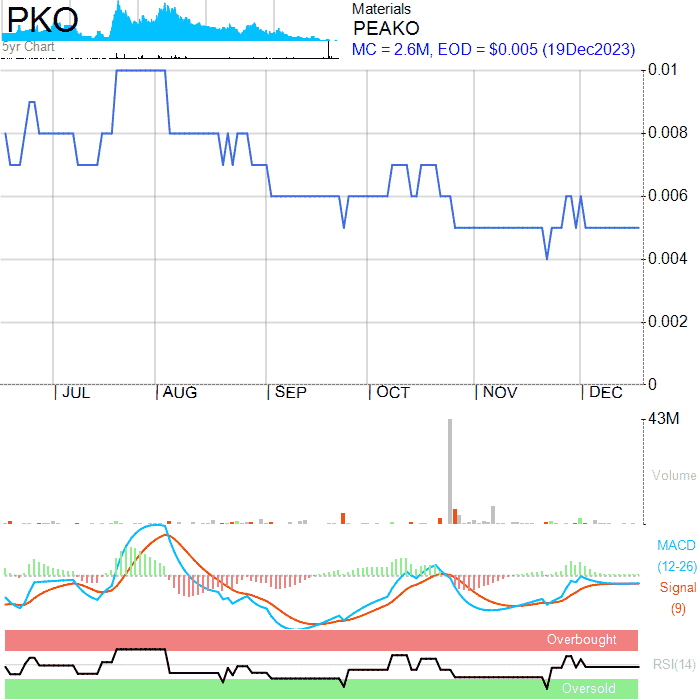 PKO
5yr Chart
Materials
PEAKO
MC = 2.6M, EOD = $0.005 (19Dec2023)
0.01
0.008
0.006
0.004
0.002
0
JUL AUG SEP OCT NOV DEC
43M
Volume
MACD
(12-26)
Signal
(9)
Overbought
RSI(14)
Oversold